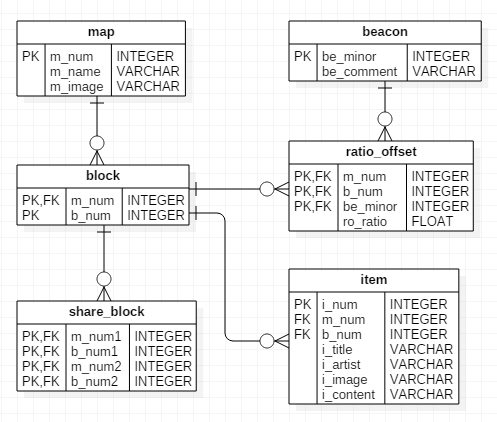 map
PK m_num INTEGER
m_name VARCHAR
m_image VARCHAR
beacon
PK be_minor INTEGER
be_comment VARCHAR
block
PK,FK m_num INTEGER
PK b_num INTEGER
ratio_offset
PK,FK m_num INTEGER
PK,FK b_num INTEGER
PK,FK be_minor INTEGER
ro_ratio FLOAT
share_block
PK,FK m_num1 INTEGER
PK,FK b_num1 INTEGER
PK,FK m_num2 INTEGER
PK,FK b_num2 INTEGER
item
PK i_num INTEGER
FK m_num INTEGER
FK b_num INTEGER
i_title VARCHAR
i_artist VARCHAR
i_image VARCHAR
i_content VARCHAR